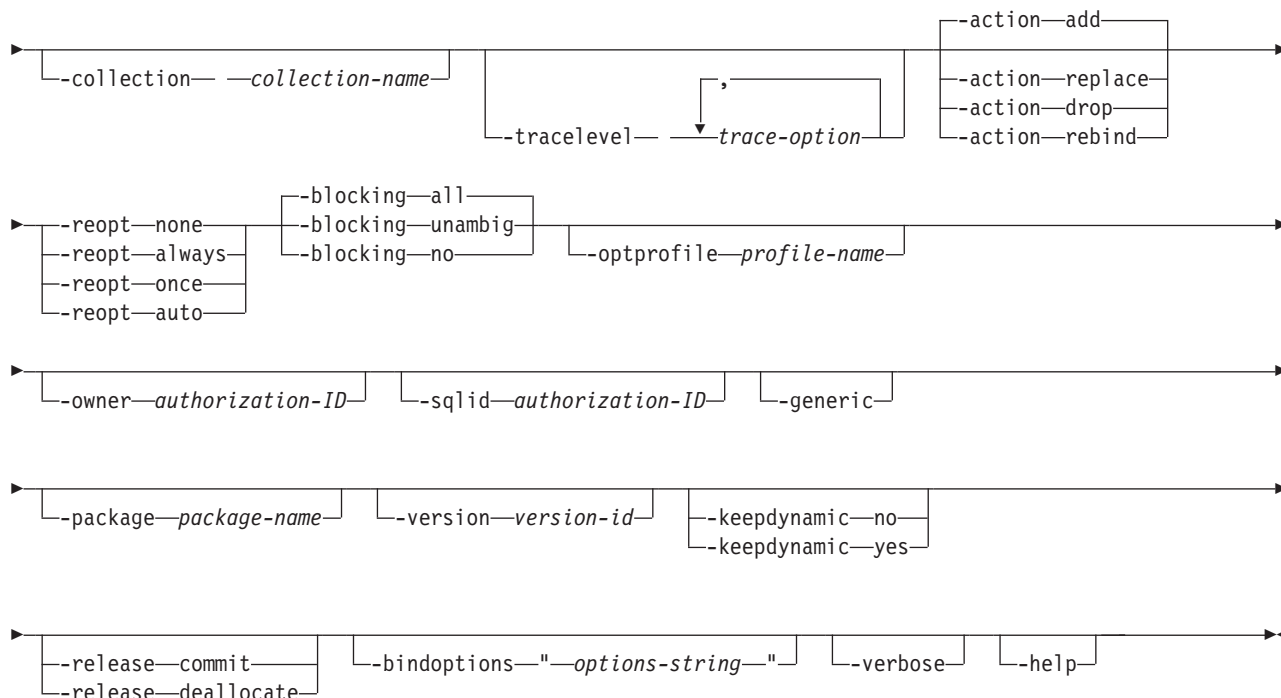 -action add
-collection collection-name
,
-action replace
-tracelevel trace-option
-action drop
-action rebind
-reopt none
-reopt always
-reopt once
-reopt auto
-blocking all
-blocking unambig
-blocking no
-optprofile profile-name
-owner authorization-ID
-sqlid authorization-ID
-generic
-package package-name
-version version-id
-keepdynamic no
-keepdynamic yes
-release commit
-release deallocate
-bindoptions " options-string "
-verbose
-help